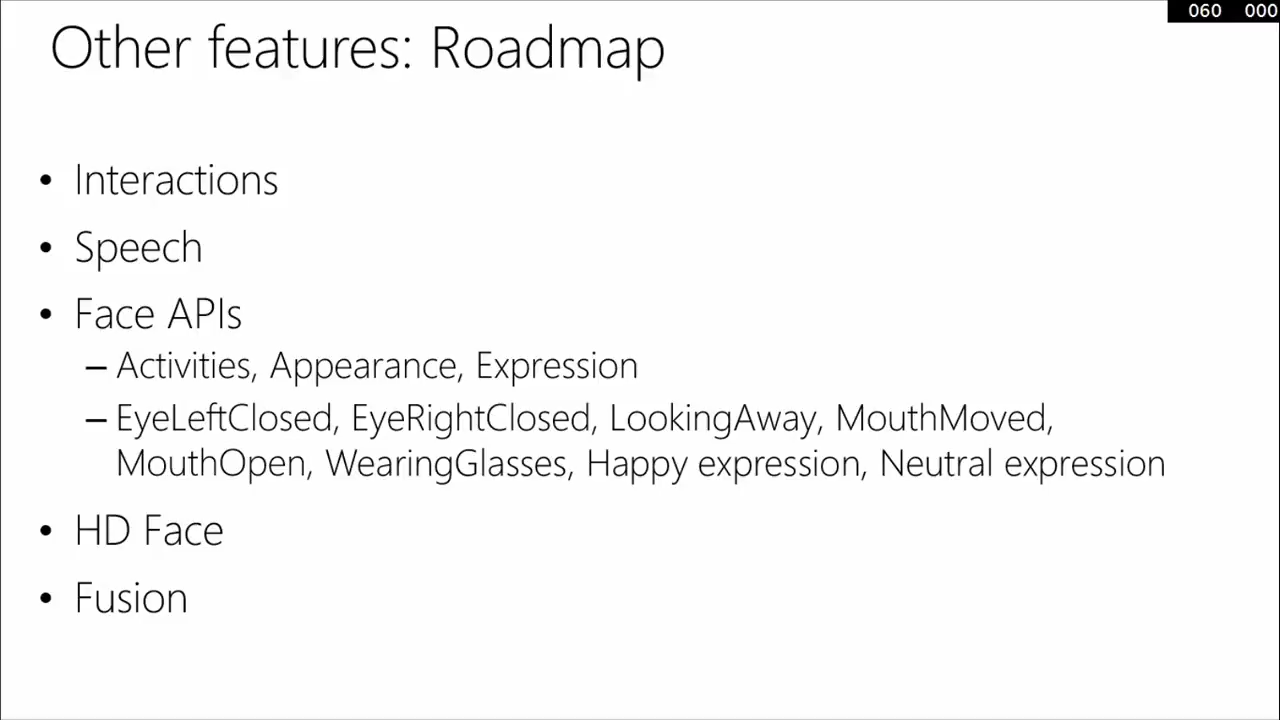 060 000
Other features: Roadmap
• Interactions
• Speech
• Face APIs
– Activities, Appearance, Expression
– EyeLeftClosed, EyeRightClosed, LookingAway, MouthMoved,
MouthOpen, WearingGlasses, Happy expression, Neutral expression
• HD Face
• Fusion